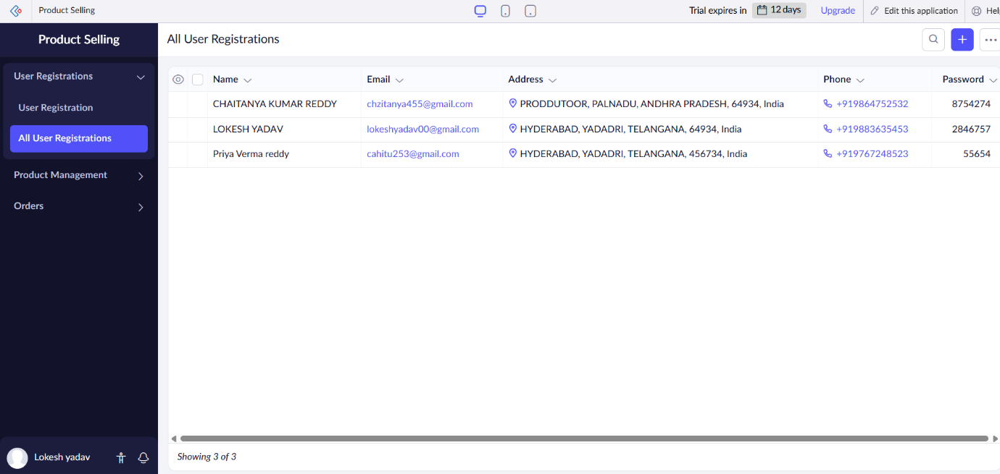 Product Selling
Trial expires in 12 days Upgrade Edit this application
Product Selling
All User Registrations
User Registrations
User Registration
All User Registrations
Product Management
Orders
Name Email Address Phone Password
CHAITANYA KUMAR REDDY chzitanya455@gmail.com PRODDUTOOR, PALNADU, ANDHRA PRADESH, 64934, India +919864752532 8754274
LOKESH YADAV lokeshyadav00@gmail.com HYDERABAD, YADADRI, TELANGANA, 64934, India +919883635453 2846757
Priya Verma reddy cahitu253@gmail.com HYDERABAD, YADADRI, TELANGANA, 456734, India +919767248523 55654
Showing 3 of 3
Lokesh yadav